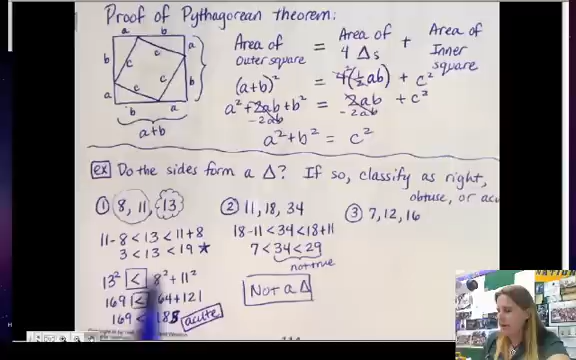 Proof of Pythagorean theorem:
a b
a
b
b
a
b a
c c
c c
a+b
Area of Outer square = Area of 4 Δs + Area of Inner square
(a+b)² = 4(½ab) + c²
a² + 2ab + b² = 2ab + c²
-2ab -2ab
a² + b² = c²
ex Do the sides form a Δ? If so, classify as right,
obtuse, or acu
① 8, 11, 13
11-8 < 13 < 11+8
3 < 13 < 19 ★
13² < 8² + 11²
169 < 64 + 121
169 < 185 acute
② 11, 18, 34
18-11 < 34 < 18+11
7 < 34 < 29
not true
Not a Δ
③ 7, 12, 16